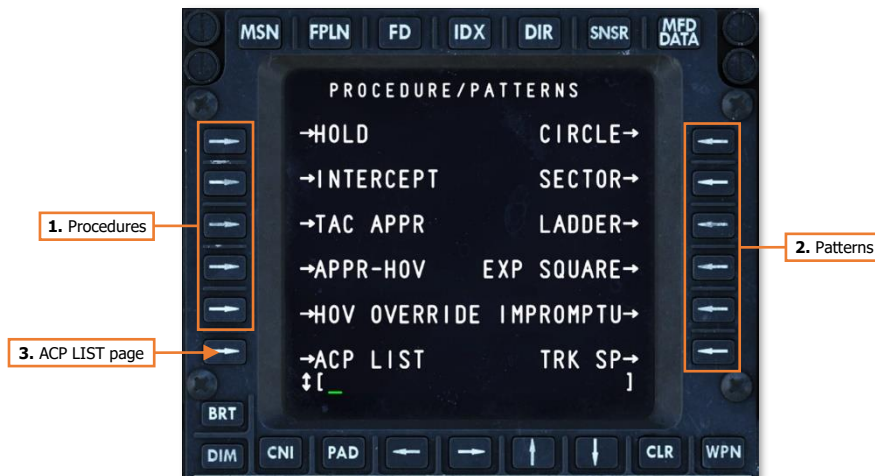 MSN FPLN FD IDX DIR SNSR MFD DATA
PROCEDURE/PATTERNS
→HOLD CIRCLE→
→INTERCEPT SECTOR→
1. Procedures
→TAC APPR LADDER→
2. Patterns
→APPR-HOV EXP SQUARE→
→HOV OVERRIDE IMPROMPTU→
3. ACP LIST page
→ACP LIST TRK SP→
↕[_ ]
BRT
DIM CNI PAD ← → ↑ ↓ CLR WPN